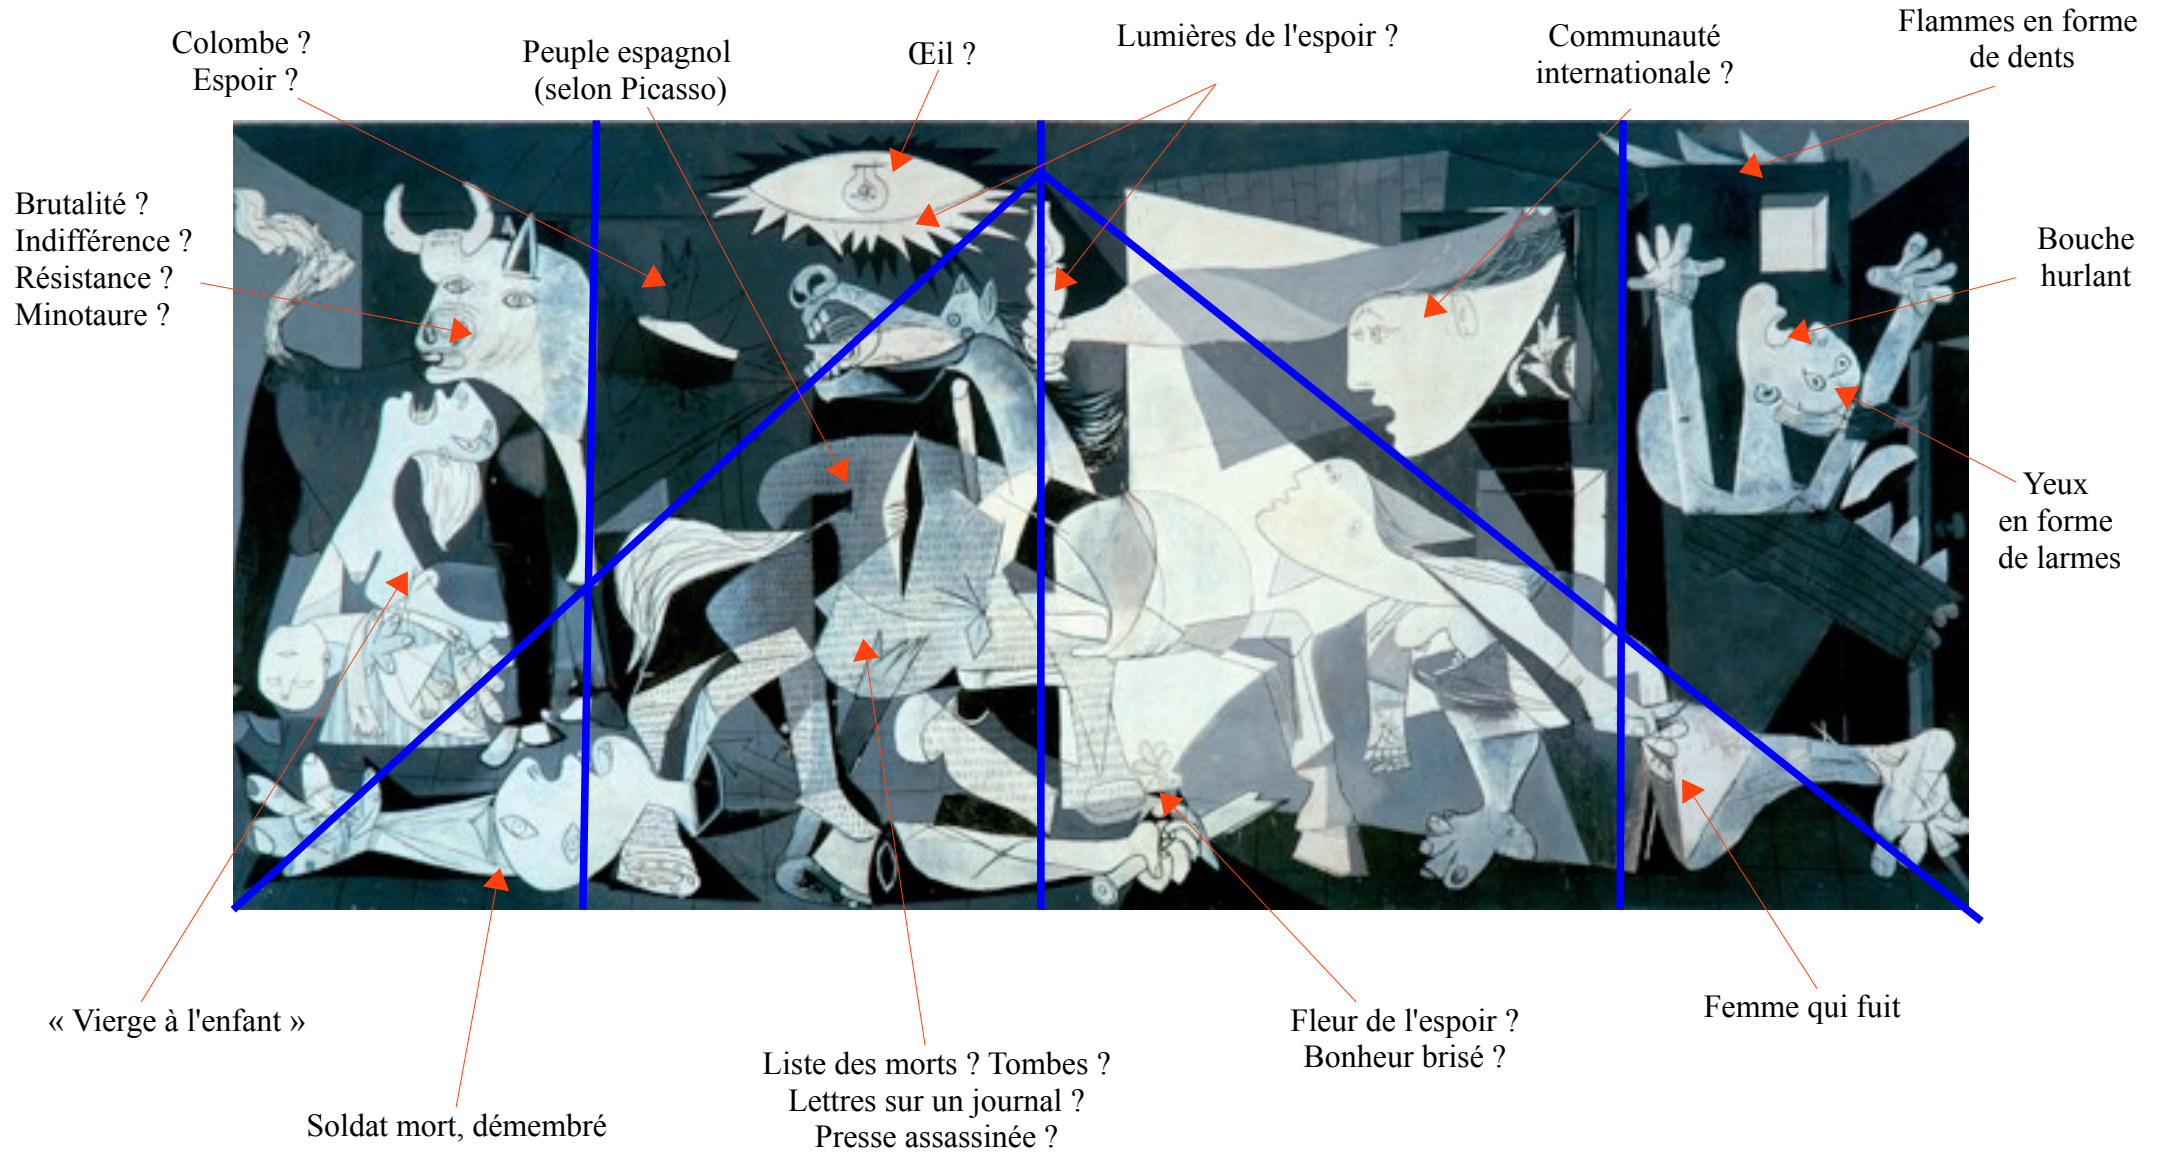 Colombe ?
Espoir ?
Peuple espagnol
(selon Picasso)
Œil ?
Lumières de l'espoir ?
Communauté
internationale ?
Flammes en forme
de dents
Brutalité ?
Indifférence ?
Résistance ?
Minotaure ?
Bouche
hurlant
Yeux
en forme
de larmes
« Vierge à l'enfant »
Soldat mort, démembré
Liste des morts ? Tombes ?
Lettres sur un journal ?
Presse assassinée ?
Fleur de l'espoir ?
Bonheur brisé ?
Femme qui fuit